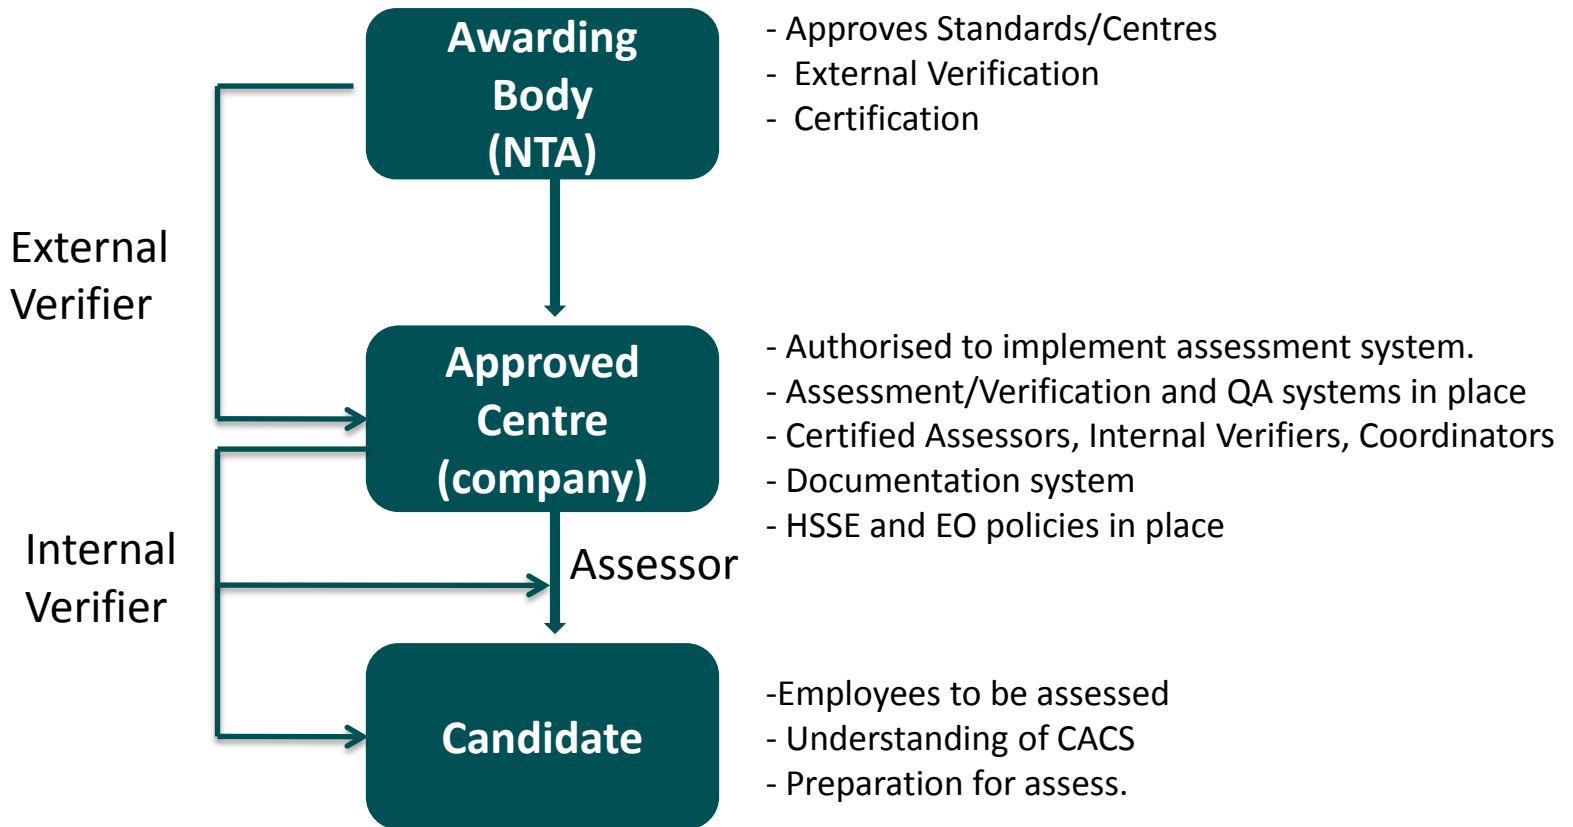 Awarding
Body
(NTA)
- Approves Standards/Centres
-  External Verification
-  Certification
External
Verifier
Approved
Centre
(company)
- Authorised to implement assessment system.
- Assessment/Verification and QA systems in place
- Certified Assessors, Internal Verifiers, Coordinators
- Documentation system
- HSSE and EO policies in place
Internal
Verifier
Assessor
Candidate
-Employees to be assessed
- Understanding of CACS
- Preparation for assess.